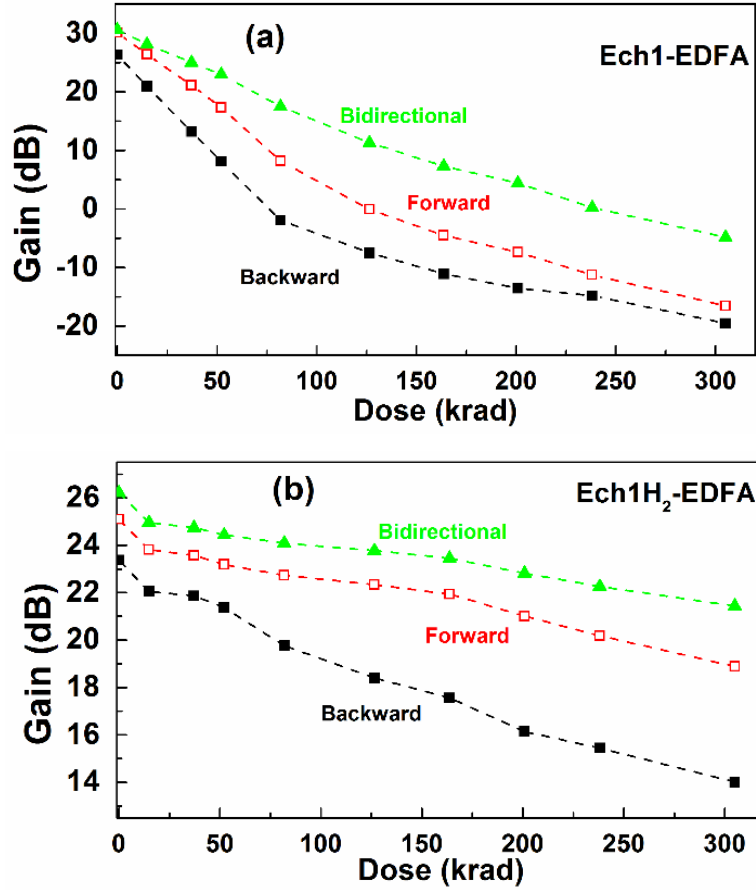 (a)
Ech1-EDFA
Bidirectional
Forward
Backward
Gain (dB)
30
20
10
0
-10
-20
0 50 100 150 200 250 300
Dose (krad)
(b)
Ech1H₂-EDFA
Bidirectional
Forward
Backward
Gain (dB)
26
24
22
20
18
16
14
0 50 100 150 200 250 300
Dose (krad)